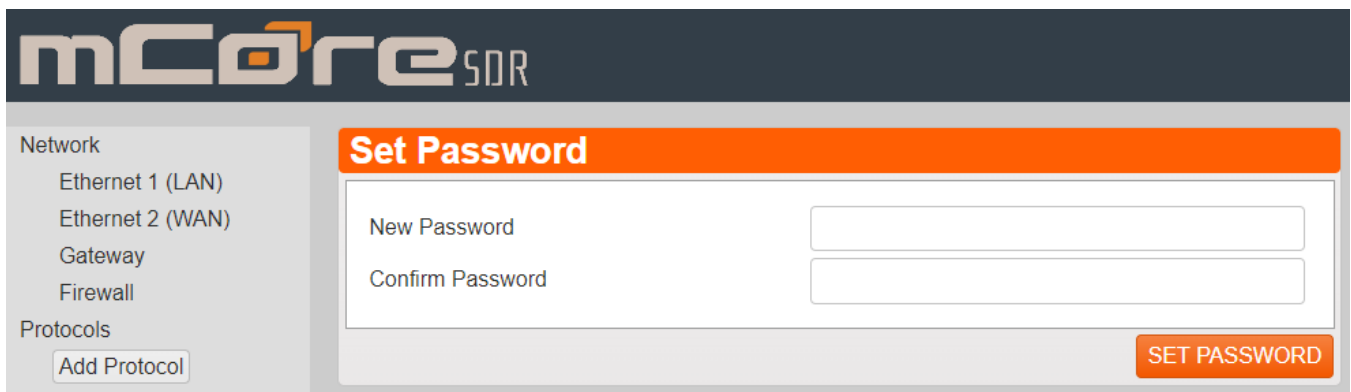 mCore SDR
Network
Ethernet 1 (LAN)
Ethernet 2 (WAN)
Gateway
Firewall
Protocols
Add Protocol
Set Password
New Password
Confirm Password
SET PASSWORD